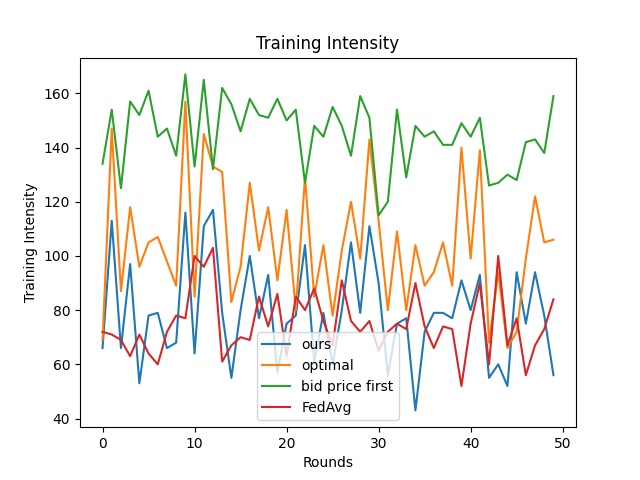 Training Intensity
Training Intensity
160
140
120
100
80
60
40
ours
optimal
bid price first
FedAvg
0
10
20
30
40
50
Rounds